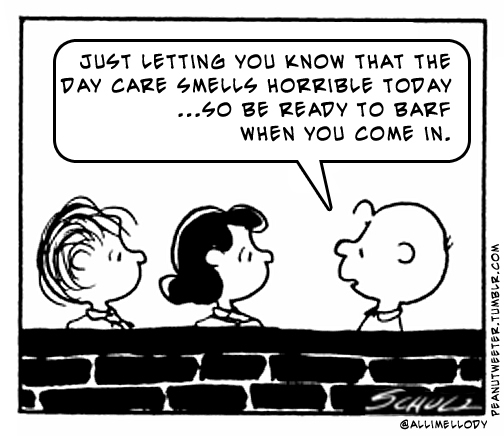 JUST LETTING YOU KNOW THAT THE
DAY CARE SMELLS HORRIBLE TODAY
...SO BE READY TO BARF
WHEN YOU COME IN.
SCHULZ
@ALLIMELLODY
PEANUTWEETER.TUMBLR.COM